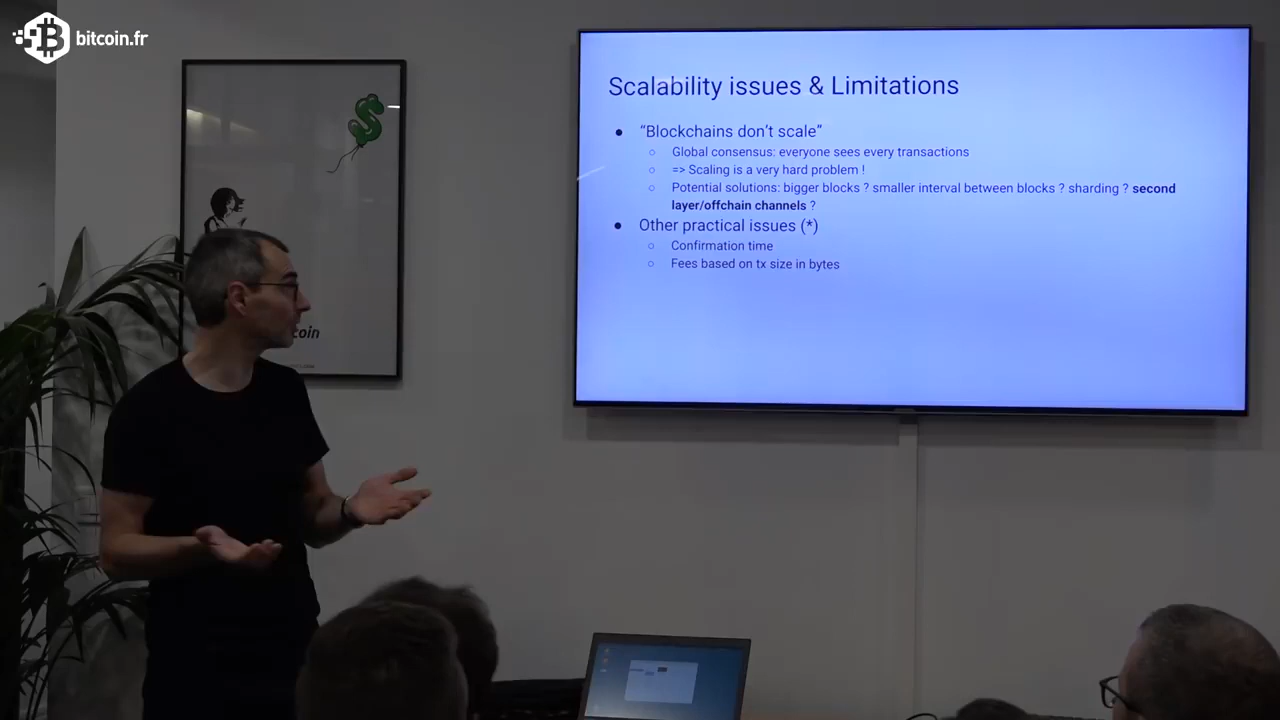 bitcoin.fr
Scalability issues & Limitations
“Blockchains don’t scale”
Global consensus: everyone sees every transactions
=> Scaling is a very hard problem !
Potential solutions: bigger blocks ? smaller interval between blocks ? sharding ? second
layer/offchain channels ?
Other practical issues (*)
Confirmation time
Fees based on tx size in bytes
coin